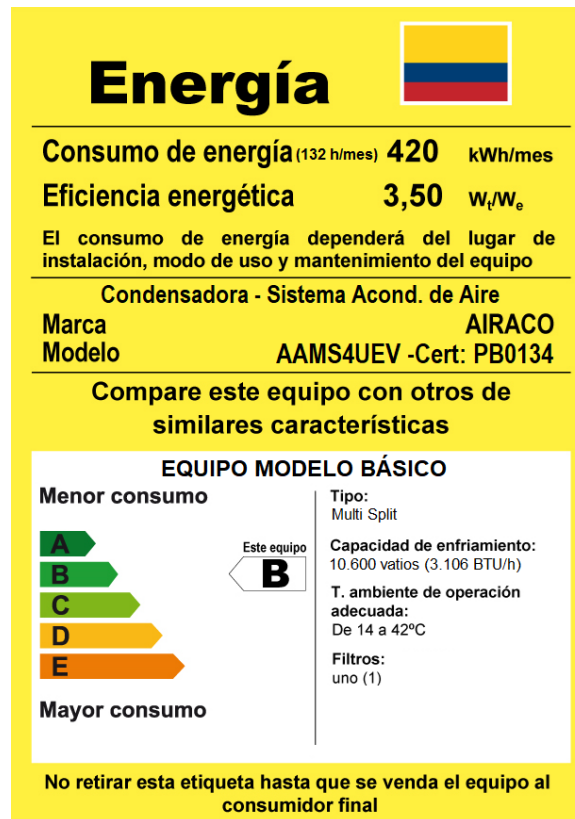 Energía
Consumo de energía (132 h/mes) 420 kWh/mes
Eficiencia energética 3,50 Wt/We
El consumo de energía dependerá del lugar de
instalación, modo de uso y mantenimiento del equipo
Condensadora - Sistema Acond. de Aire
Marca AIRACO
Modelo AAMS4UEV -Cert: PB0134
Compare este equipo con otros de
similares características
EQUIPO MODELO BÁSICO
Menor consumo
A
B
C
D
E
Mayor consumo
Este equipo
B
Tipo:
Multi Split
Capacidad de enfriamiento:
10.600 vatios (3.106 BTU/h)
T. ambiente de operación
adecuada:
De 14 a 42ºC
Filtros:
uno (1)
No retirar esta etiqueta hasta que se venda el equipo al
consumidor final